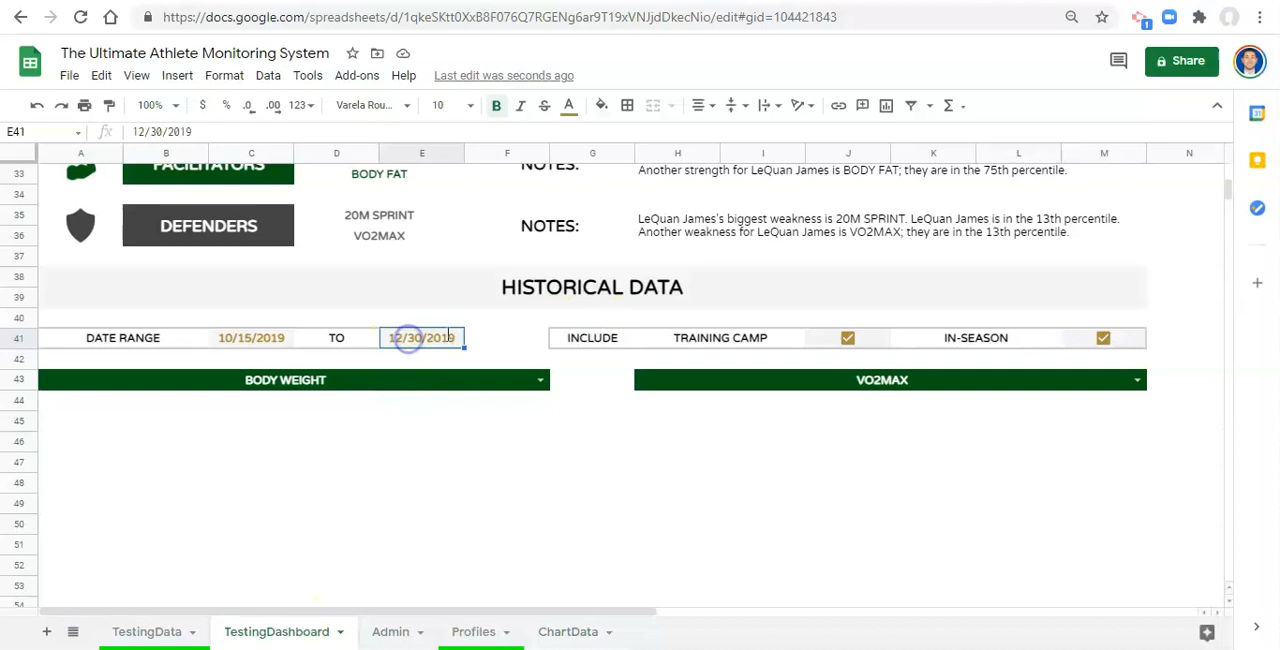 https://docs.google.com/spreadsheets/d/1qkeSKtt0XxB8F076Q7RGENg6ar9T19xVNJjdDkecNio/edit#gid=104421843
1
The Ultimate Athlete Monitoring System
File Edit View Insert Format Data Tools Add-ons Help Last edit was seconds ago
Share
100% $ % .0 .00 123 Varela Rou... 10 B I S A
E41 fx 12/30/2019
A B C D E F G H I J K L M N
33 FACILITATORS BODY FAT NOTES: Another strength for LeQuan James is BODY FAT; they are in the 75th percentile.
34
35 DEFENDERS 20M SPRINT NOTES: LeQuan James's biggest weakness is 20M SPRINT. LeQuan James is in the 13th percentile.
36 VO2MAX Another weakness for LeQuan James is VO2MAX; they are in the 13th percentile.
37
38 HISTORICAL DATA
39
40
41 DATE RANGE 10/15/2019 TO 12/30/2019 INCLUDE TRAINING CAMP IN-SEASON
42
43 BODY WEIGHT VO2MAX
44
45
46
47
48
49
50
51
52
53
54
TestingData TestingDashboard Admin Profiles ChartData